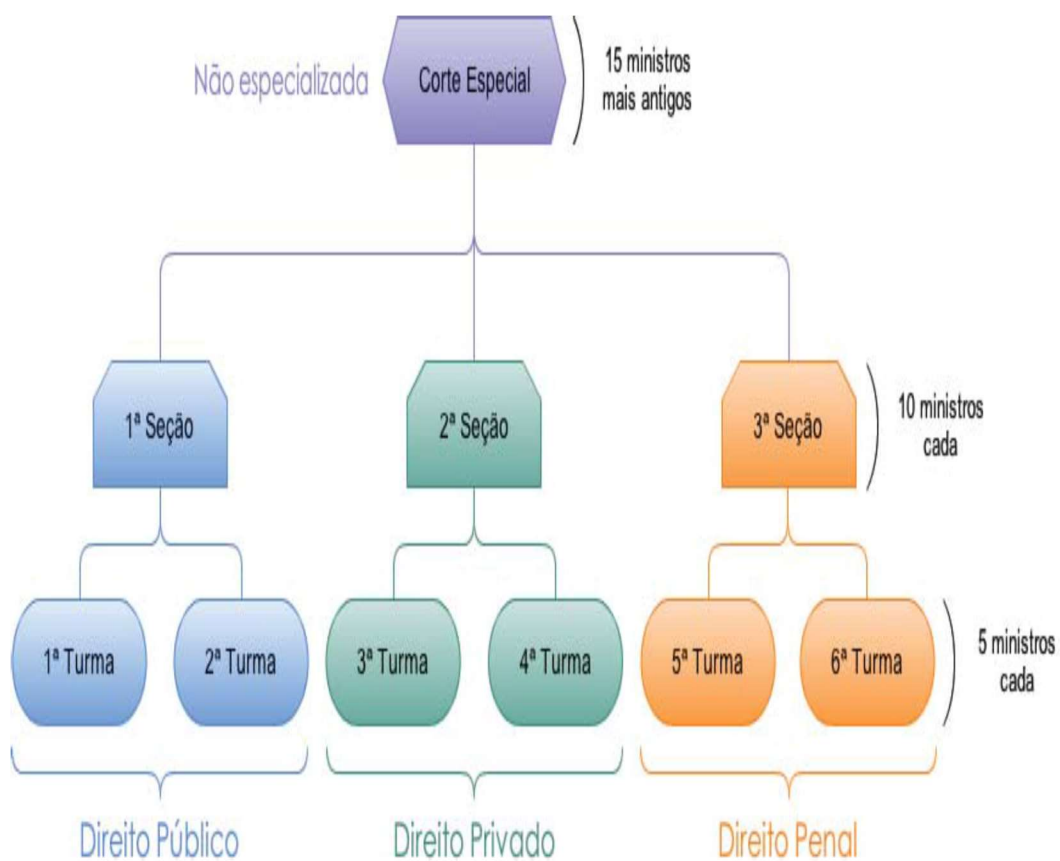 Não especializada
Corte Especial
15 ministros
mais antigos
1ª Seção
2ª Seção
3ª Seção
10 ministros
cada
1ª Turma
2ª Turma
3ª Turma
4ª Turma
5ª Turma
6ª Turma
5 ministros
cada
Direito Público
Direito Privado
Direito Penal